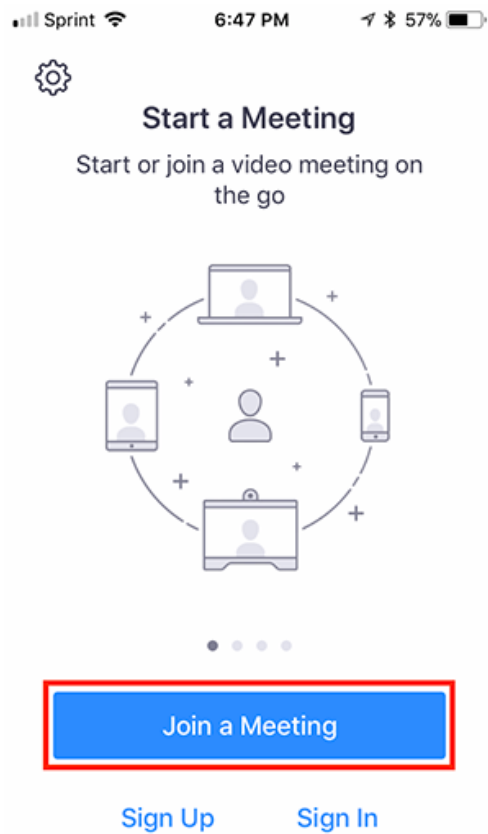 Sprint 6:47 PM 57%
Start a Meeting
Start or join a video meeting on
the go
Join a Meeting
Sign Up Sign In